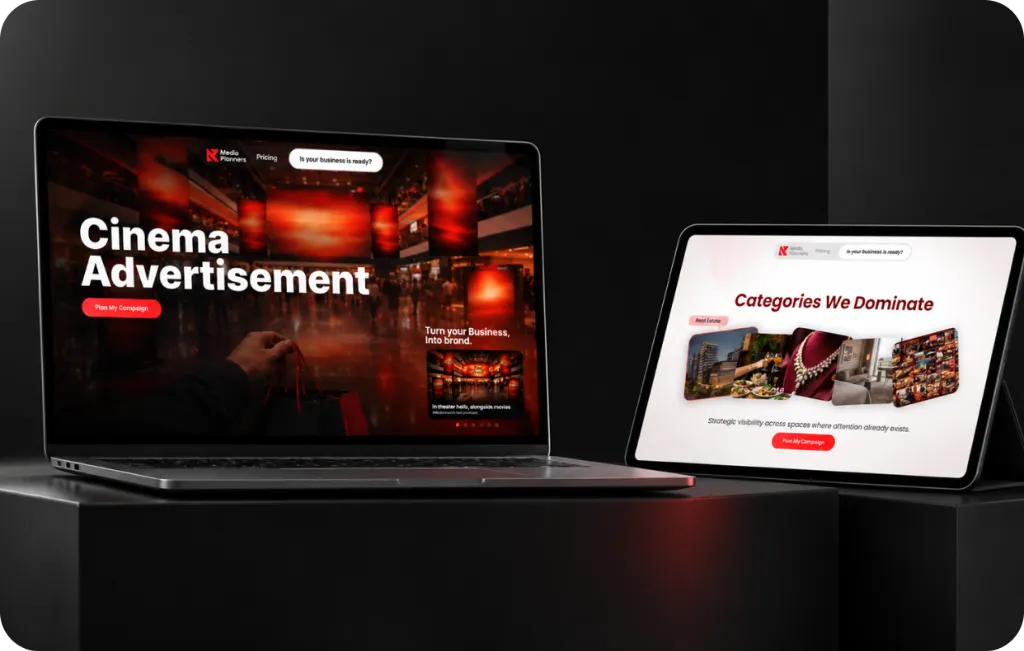 Media
Planners
Pricing
Is your business is ready?
Cinema
Advertisement
Plan My Campaign
Turn your Business,
Into brand.
In theater halls, alongside movies
Media
Planners
Pricing
Is your business is ready?
Categories We Dominate
Real Estate
Strategic visibility across spaces where attention already exists.
Plan My Campaign